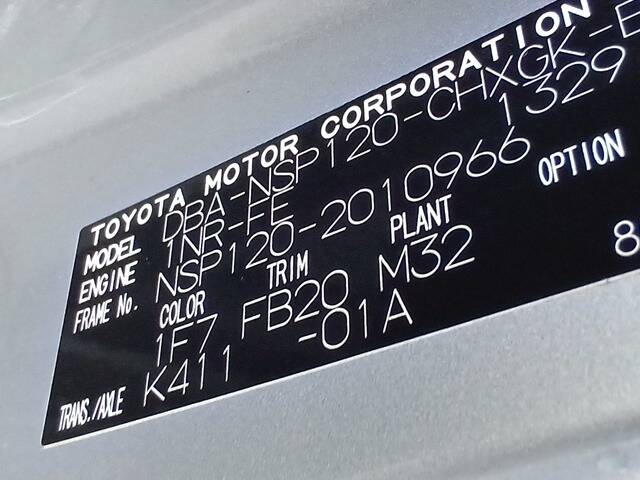 TOYOTA MOTOR CORPORATION
MODEL DBA-NSP120-CHXGK-E
ENGINE 1NR-FE 1329
FRAME No. NSP120-2010966
COLOR TRIM PLANT OPTION
1F7 FB20 M32 8
TRANS./AXLE K411 -01A